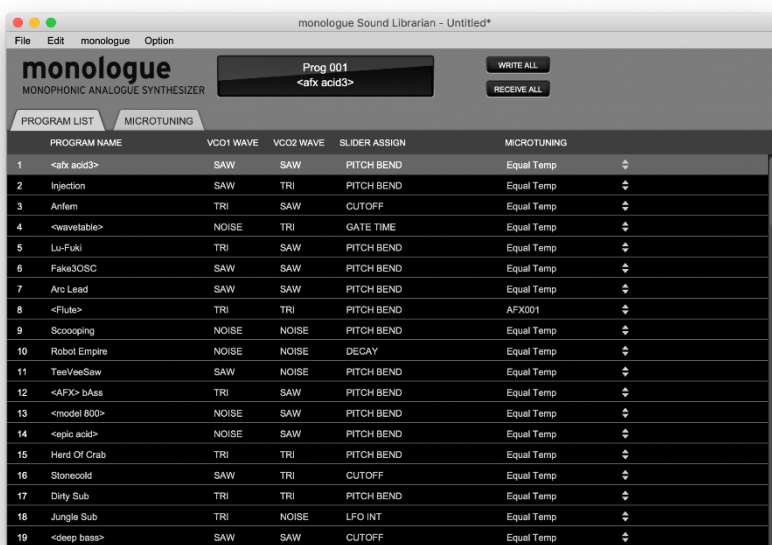 monologue Sound Librarian - Untitled*
File Edit monologue Option
monologue
MONOPHONIC ANALOGUE SYNTHESIZER
Prog 001
<afx acid3>
WRITE ALL
RECEIVE ALL
PROGRAM LIST MICROTUNING
PROGRAM NAME VCO1 WAVE VCO2 WAVE SLIDER ASSIGN MICROTUNING
1 <afx acid3> SAW SAW PITCH BEND Equal Temp
2 Injection SAW TRI PITCH BEND Equal Temp
3 Anfem TRI SAW CUTOFF Equal Temp
4 <wavetable> NOISE TRI GATE TIME Equal Temp
5 Lu-Fuki TRI SAW PITCH BEND Equal Temp
6 Fake3OSC SAW SAW PITCH BEND Equal Temp
7 Arc Lead SAW SAW PITCH BEND Equal Temp
8 <Flute> TRI TRI PITCH BEND AFX001
9 Scoooping NOISE NOISE PITCH BEND Equal Temp
10 Robot Empire NOISE NOISE DECAY Equal Temp
11 TeeVeeSaw SAW NOISE PITCH BEND Equal Temp
12 <AFX> bAss TRI SAW PITCH BEND Equal Temp
13 <model 800> NOISE SAW PITCH BEND Equal Temp
14 <epic acid> NOISE SAW PITCH BEND Equal Temp
15 Herd Of Crab TRI TRI PITCH BEND Equal Temp
16 Stonecold SAW TRI CUTOFF Equal Temp
17 Dirty Sub TRI TRI PITCH BEND Equal Temp
18 Jungle Sub TRI NOISE LFO INT Equal Temp
19 <deep bass> SAW SAW CUTOFF Equal Temp